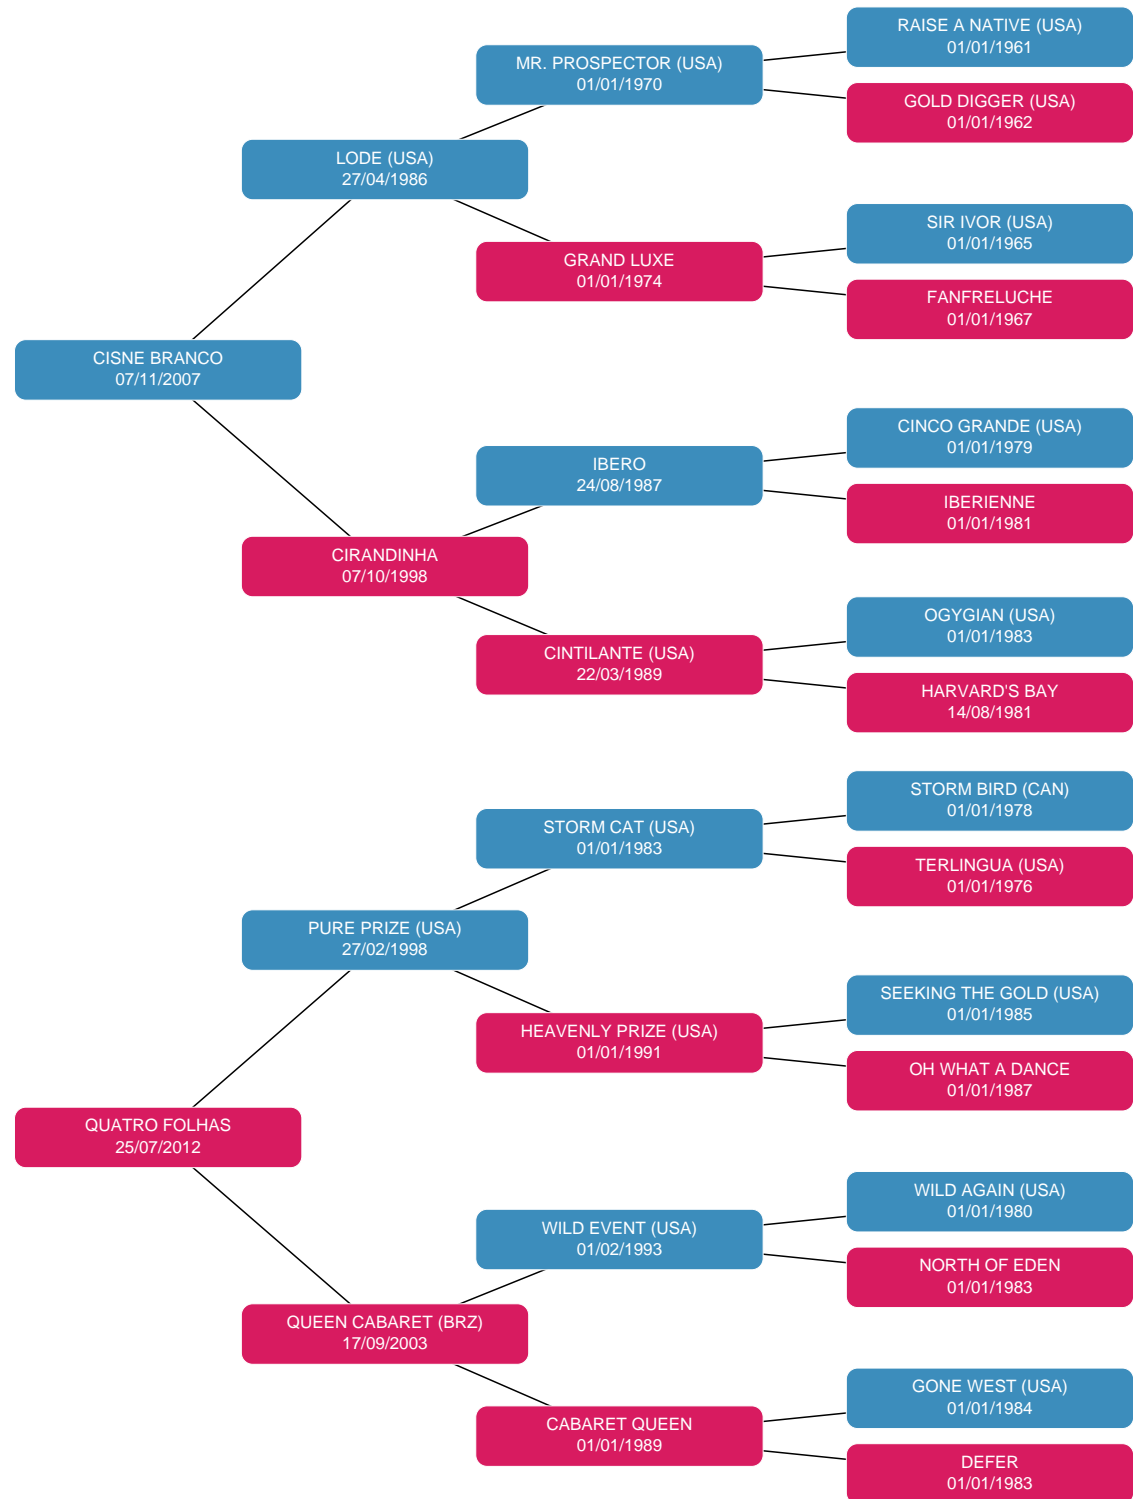 RAISE A NATIVE (USA)
01/01/1961
MR. PROSPECTOR (USA)
01/01/1970
GOLD DIGGER (USA)
01/01/1962
LODE (USA)
27/04/1986
SIR IVOR (USA)
01/01/1965
GRAND LUXE
01/01/1974
FANFRELUCHE
01/01/1967
CISNE BRANCO
07/11/2007
CINCO GRANDE (USA)
01/01/1979
IBERO
24/08/1987
IBERIENNE
01/01/1981
CIRANDINHA
07/10/1998
OGYGIAN (USA)
01/01/1983
CINTILANTE (USA)
22/03/1989
HARVARD'S BAY
14/08/1981
STORM BIRD (CAN)
01/01/1978
STORM CAT (USA)
01/01/1983
TERLINGUA (USA)
01/01/1976
PURE PRIZE (USA)
27/02/1998
SEEKING THE GOLD (USA)
01/01/1985
HEAVENLY PRIZE (USA)
01/01/1991
OH WHAT A DANCE
01/01/1987
QUATRO FOLHAS
25/07/2012
WILD AGAIN (USA)
01/01/1980
WILD EVENT (USA)
01/02/1993
NORTH OF EDEN
01/01/1983
QUEEN CABARET (BRZ)
17/09/2003
GONE WEST (USA)
01/01/1984
CABARET QUEEN
01/01/1989
DEFER
01/01/1983